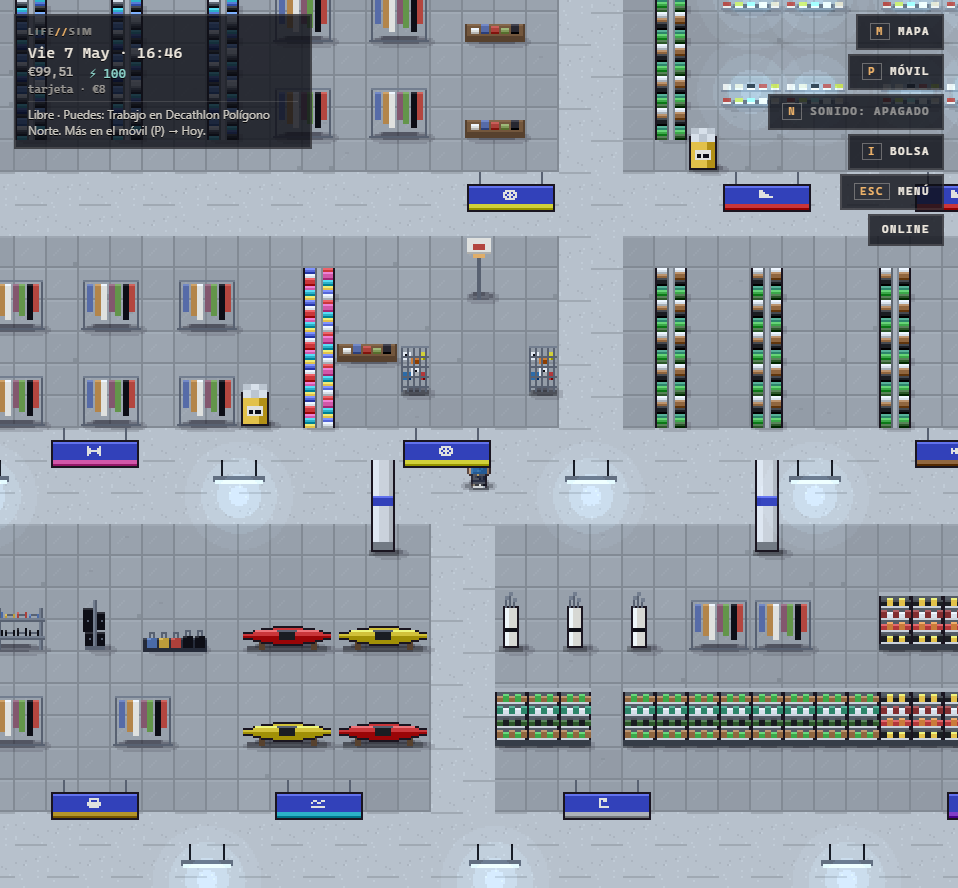 LIFE//SIM
Vie 7 May · 16:46
€99,51 ⚡ 100
tarjeta · €8
Libre · Puedes: Trabajo en Decathlon Polígono
Norte. Más en el móvil (P) → Hoy.
M MAPA
P MÓVIL
N SONIDO: APAGADO
I BOLSA
ESC MENÚ
ONLINE